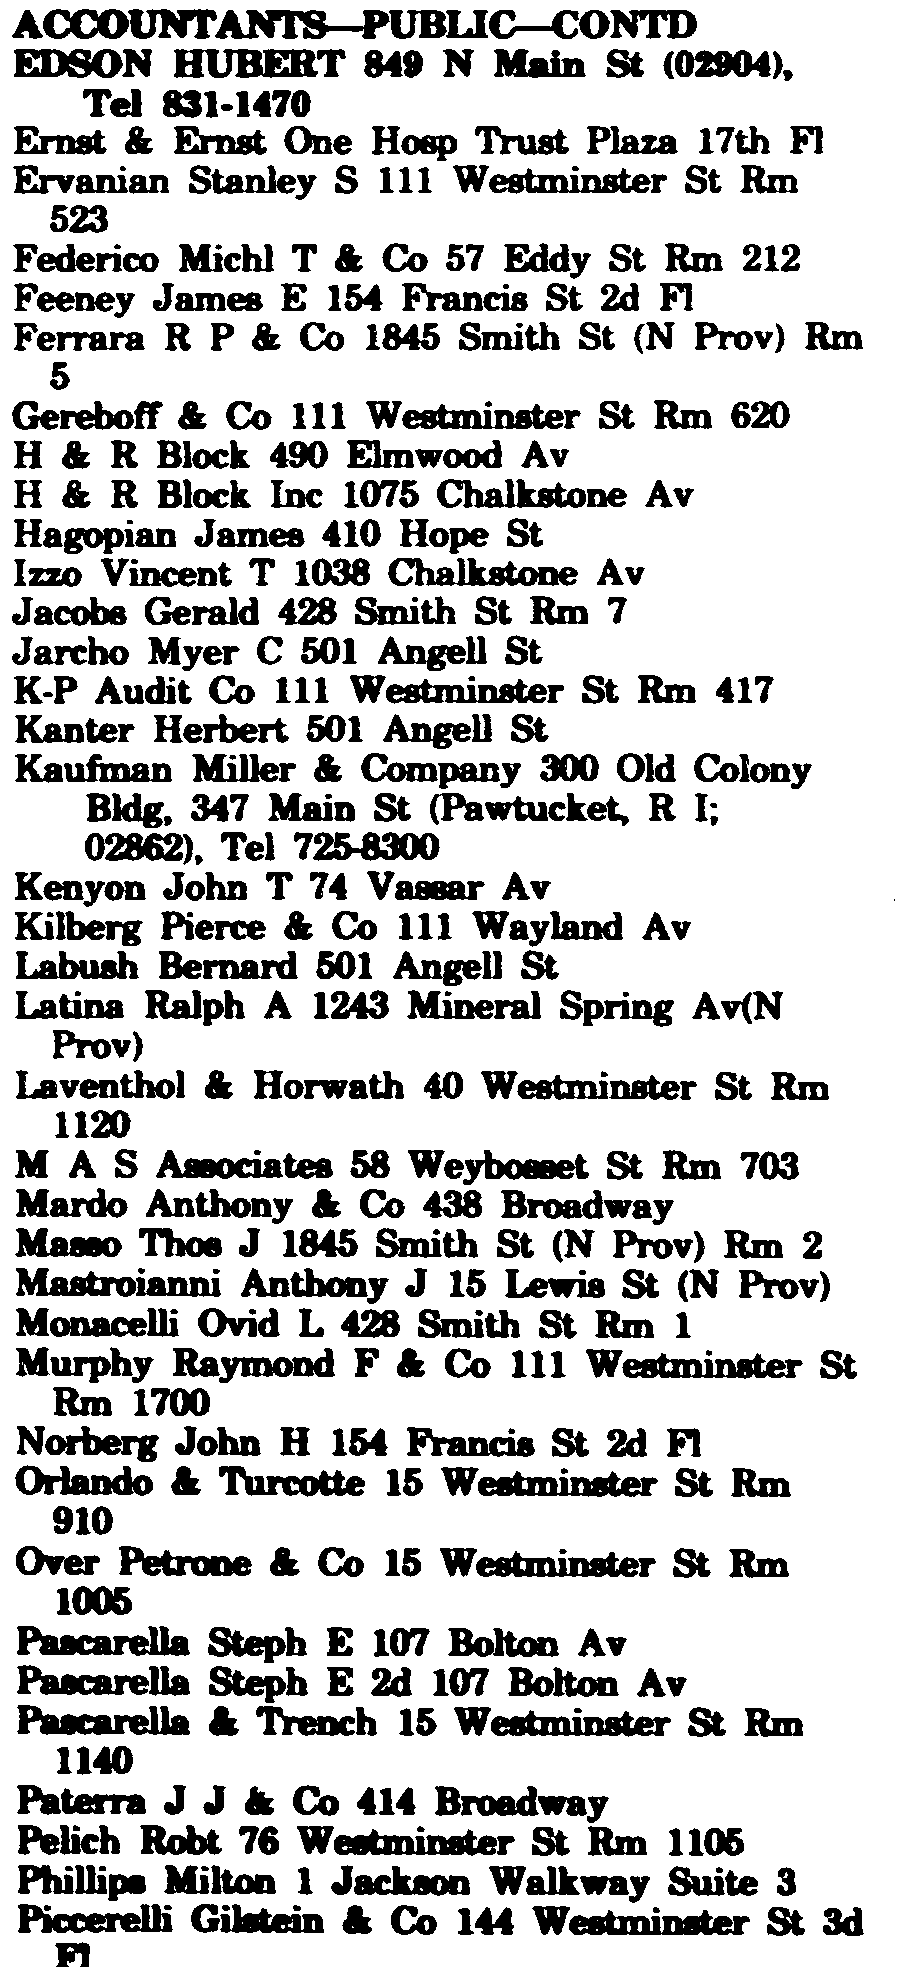 ACCOUNTANTS—PUBLIC—CONTD
EDSON HUBERT 849 N Main St (02904),
Tel 831-1470
Ernst & Ernst One Hosp Trust Plaza 17th Fl
Ervanian Stanley S 111 Westminster St Rm
523
Federico Michl T & Co 57 Eddy St Rm 212
Feeney James E 154 Francis St 2d Fl
Ferrara R P & Co 1845 Smith St (N Prov) Rm
5
Gereboff & Co 111 Westminster St Rm 620
H & R Block 490 Elmwood Av
H & R Block Inc 1075 Chalkstone Av
Hagopian James 410 Hope St
Izzo Vincent T 1038 Chalkstone Av
Jacobs Gerald 428 Smith St Rm 7
Jarcho Myer C 501 Angell St
K-P Audit Co 111 Westminster St Rm 417
Kanter Herbert 501 Angell St
Kaufman Miller & Company 300 Old Colony
Bldg, 347 Main St (Pawtucket, R I;
02862), Tel 725-8300
Kenyon John T 74 Vassar Av
Kilberg Pierce & Co 111 Wayland Av
Labush Bernard 501 Angell St
Latina Ralph A 1243 Mineral Spring Av(N
Prov)
Laventhol & Horwath 40 Westminster St Rm
1120
M A S Associates 58 Weybosset St Rm 703
Mardo Anthony & Co 438 Broadway
Masso Thos J 1845 Smith St (N Prov) Rm 2
Mastroianni Anthony J 15 Lewis St (N Prov)
Monacelli Ovid L 428 Smith St Rm 1
Murphy Raymond F & Co 111 Westminster St
Rm 1700
Norberg John H 154 Francis St 2d Fl
Orlando & Turcotte 15 Westminster St Rm
910
Over Petrone & Co 15 Westminster St Rm
1005
Pascarella Steph E 107 Bolton Av
Pascarella Steph E 2d 107 Bolton Av
Pascarella & Trench 15 Westminster St Rm
1140
Paterra J J & Co 414 Broadway
Pelich Robt 76 Westminster St Rm 1105
Phillips Milton 1 Jackson Walkway Suite 3
Piccerelli Gilstein & Co 144 Westminster St 3d
Fl